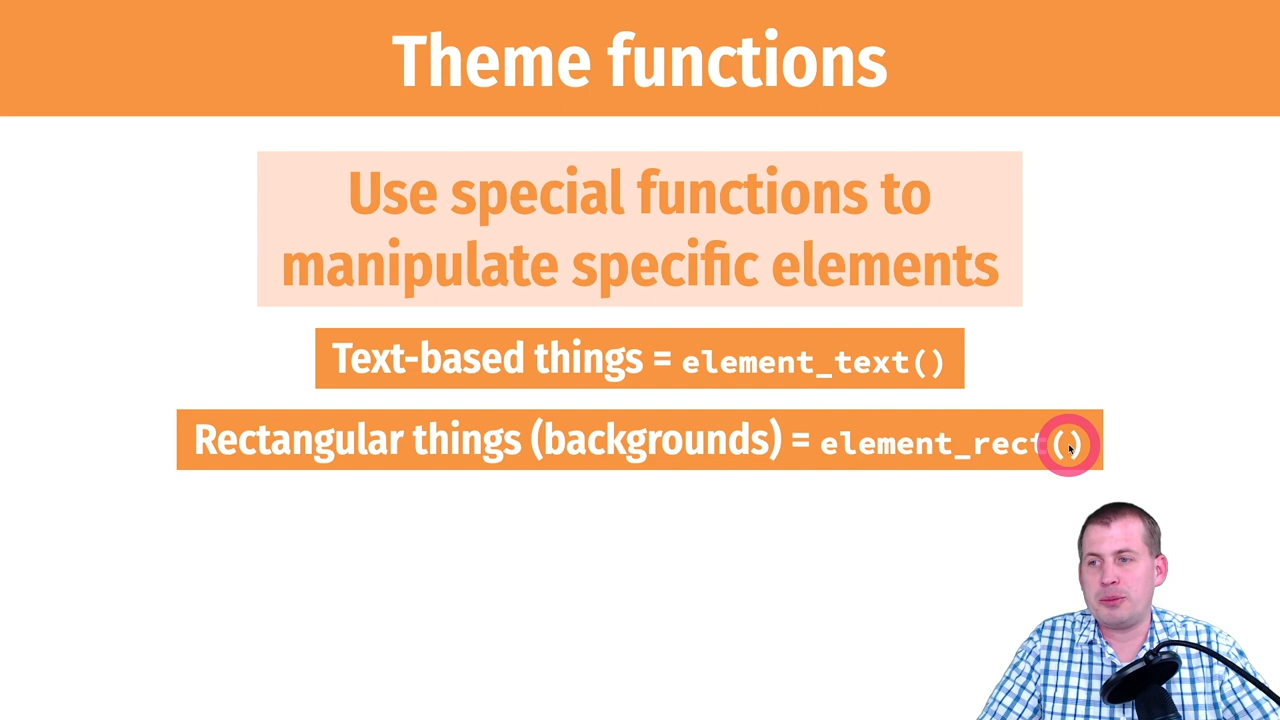 Theme functions
Use special functions to
manipulate specific elements
Text-based things = element_text()
Rectangular things (backgrounds) = element_rect()